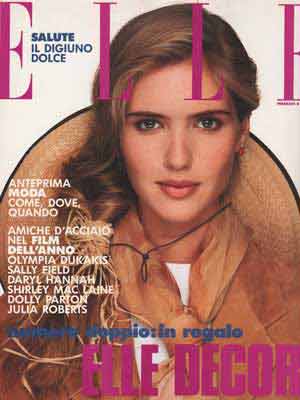 ELLE
SALUTE
IL DIGIUNO
DOLCE
ANTEPRIMA
MODA
COME, DOVE,
QUANDO
AMICHE D'ACCIAIO
NEL FILM
DELL'ANNO
OLYMPIA DUKAKIS
SALLY FIELD
DARYL HANNAH
SHIRLEY MAC LAINE
DOLLY PARTON
JULIA ROBERTS
numero doppio: in regalo
ELLE DECOR